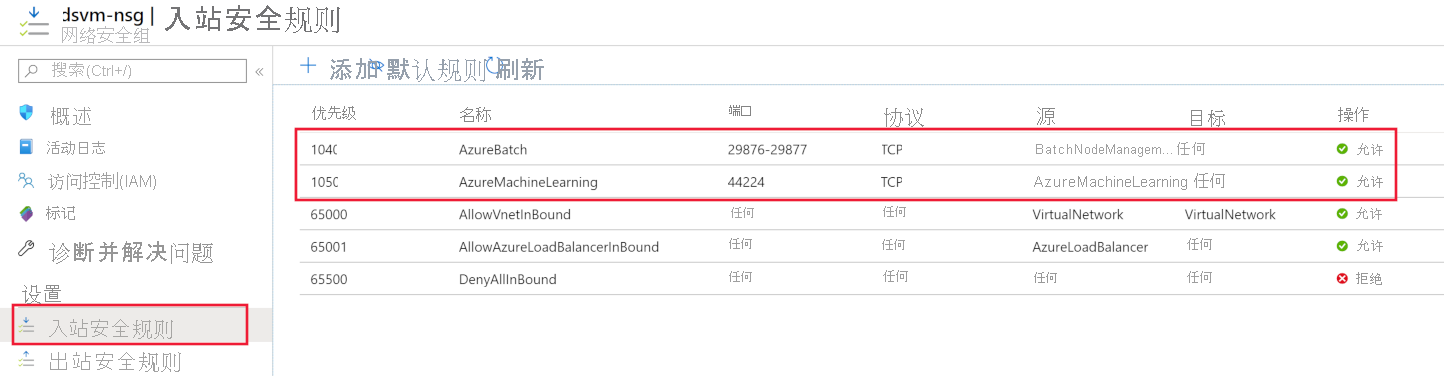 dsvm-nsg | 入站安全规则
网络安全组
搜索(Ctrl+/) «
添加 默认规则 刷新
概述
活动日志
访问控制(IAM)
标记
诊断并解决问题
设置
入站安全规则
出站安全规则
优先级 名称 端口 协议 源 目标 操作
1040 AzureBatch 29876-29877 TCP BatchNodeManagem... 任何 允许
1050 AzureMachineLearning 44224 TCP AzureMachineLearning 任何 允许
65000 AllowVnetInBound 任何 任何 VirtualNetwork VirtualNetwork 允许
65001 AllowAzureLoadBalancerInBound 任何 任何 AzureLoadBalancer 任何 允许
65500 DenyAllInBound 任何 任何 任何 任何 拒绝